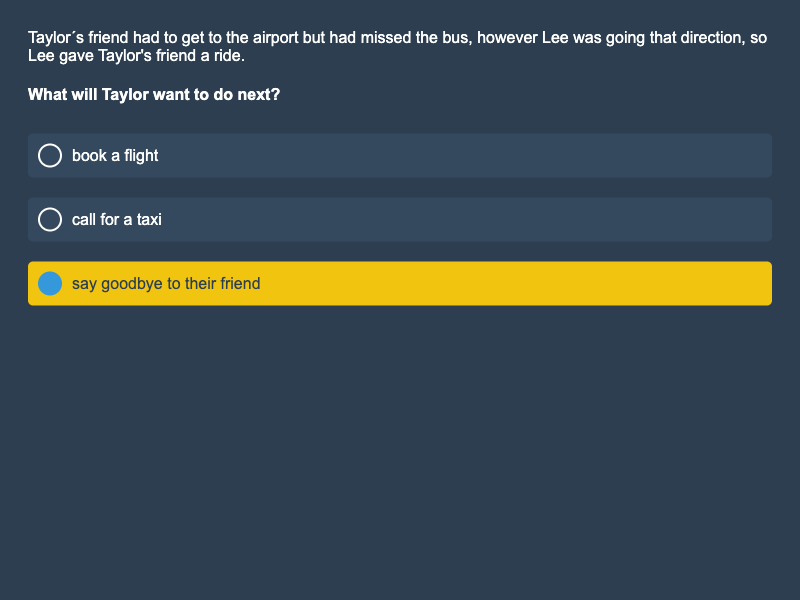 Taylor´s friend had to get to the airport but had missed the bus, however Lee was going that direction, so
Lee gave Taylor's friend a ride.
What will Taylor want to do next?
book a flight
call for a taxi
say goodbye to their friend